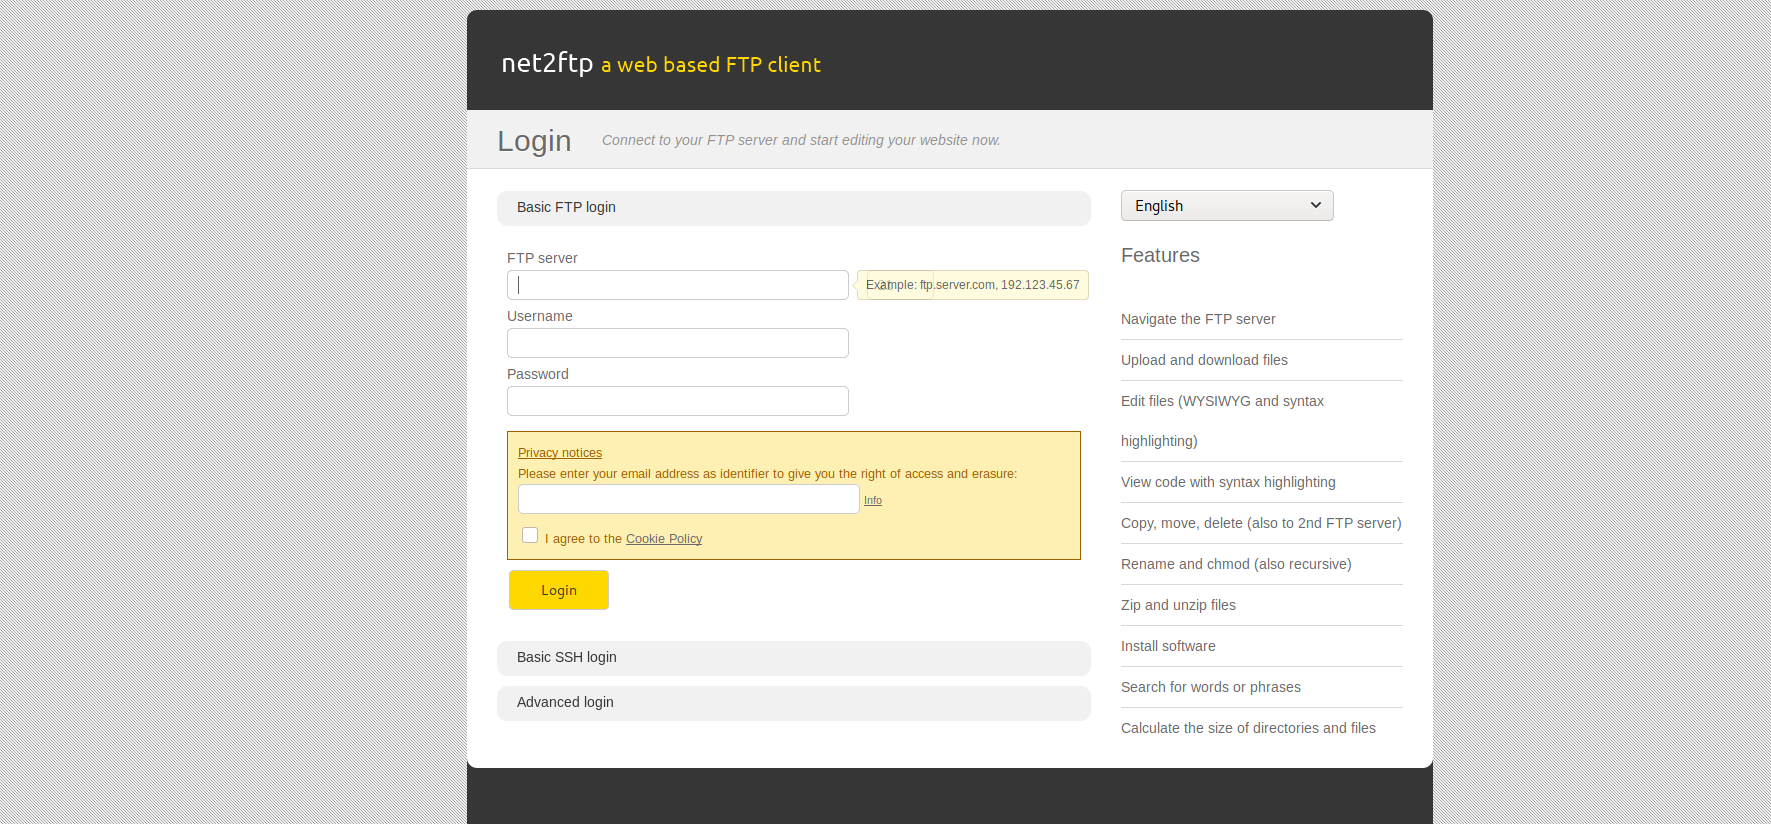 net2ftp a web based FTP client
Login
Connect to your FTP server and start editing your website now.
Basic FTP login
FTP server
Example: ftp.server.com, 192.123.45.67
Username
Password
Privacy notices
Please enter your email address as identifier to give you the right of access and erasure:
Info
I agree to the Cookie Policy
Login
Basic SSH login
Advanced login
English
Features
Navigate the FTP server
Upload and download files
Edit files (WYSIWYG and syntax
highlighting)
View code with syntax highlighting
Copy, move, delete (also to 2nd FTP server)
Rename and chmod (also recursive)
Zip and unzip files
Install software
Search for words or phrases
Calculate the size of directories and files